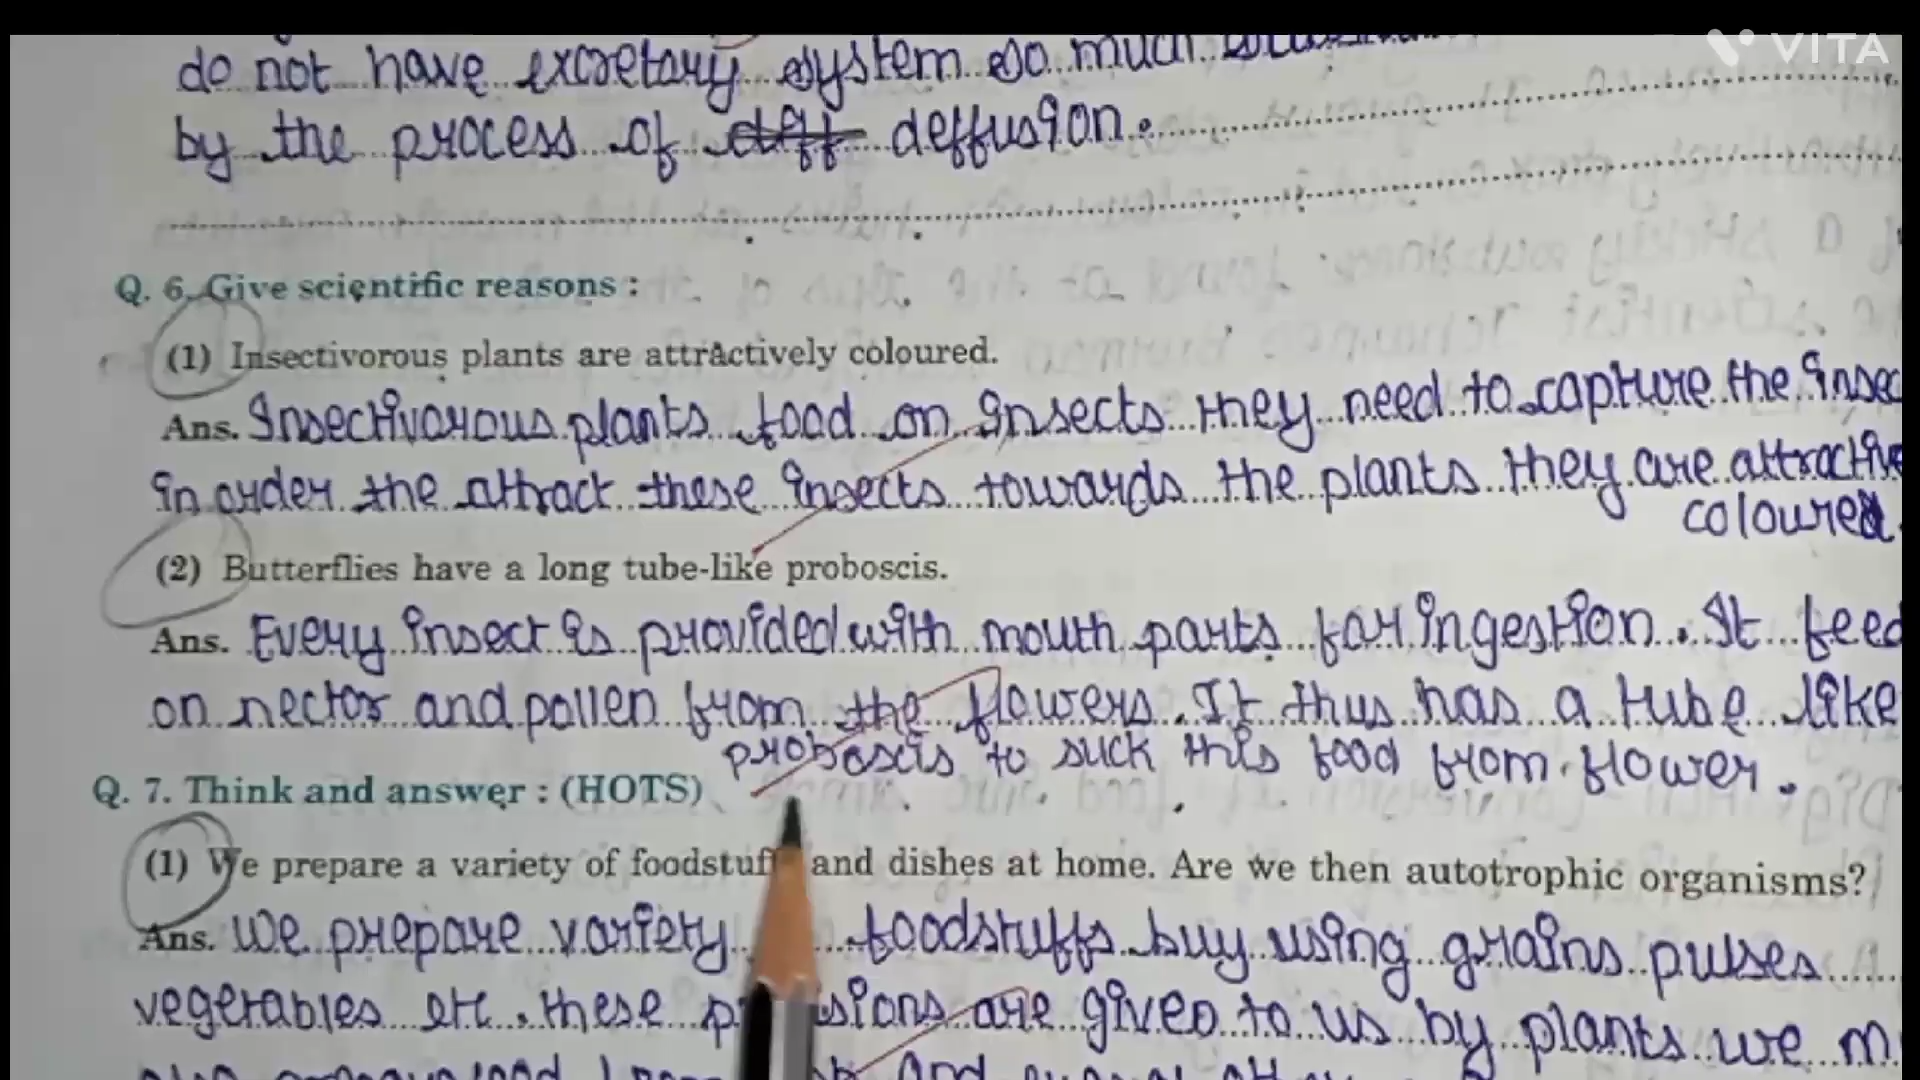 VITA
do not have excretary system so much
by the process of deffusion.
Q. 6. Give scientific reasons :
(1) Insectivorous plants are attractively coloured.
Ans. Insectivorous plants food on insects they need to capture the insec
in order the attract these insects towards the plants they are attractive
coloured.
(2) Butterflies have a long tube-like proboscis.
Ans. Every insect is provided with mouth parts for ingestion. It feed
on nector and pollen from the flowers. It thus has a tube like
proboscis to suck this food from flower.
Q. 7. Think and answer : (HOTS)
(1) We prepare a variety of foodstuff and dishes at home. Are we then autotrophic organisms?
Ans. We prepare variety foodstuffs buy using grains pulses
vegetables etc. these are given to us by plants we m
and